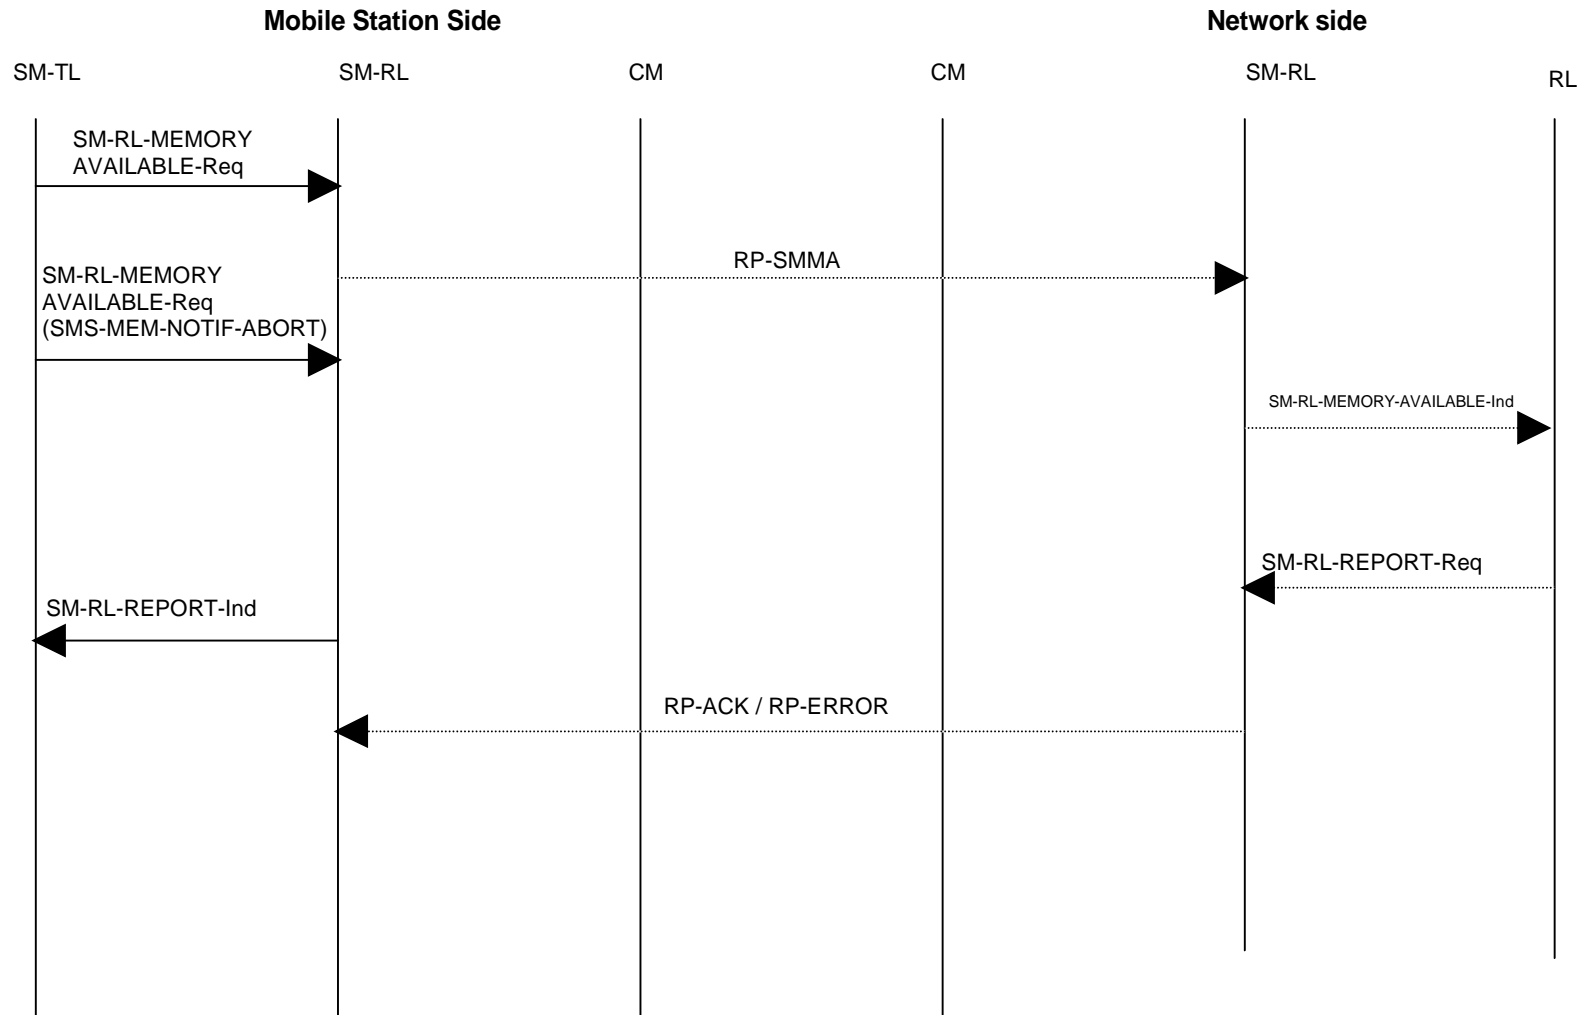 Mobile Station Side
Network side
SM-TL
SM-RL
CM
CM
SM-RL
RL
SM-RL-MEMORY
AVAILABLE-Req
RP-SMMA
SM-RL-MEMORY
AVAILABLE-Req
(SMS-MEM-NOTIF-ABORT)
SM-RL-MEMORY-AVAILABLE-Ind
SM-RL-REPORT-Req
SM-RL-REPORT-Ind
RP-ACK / RP-ERROR